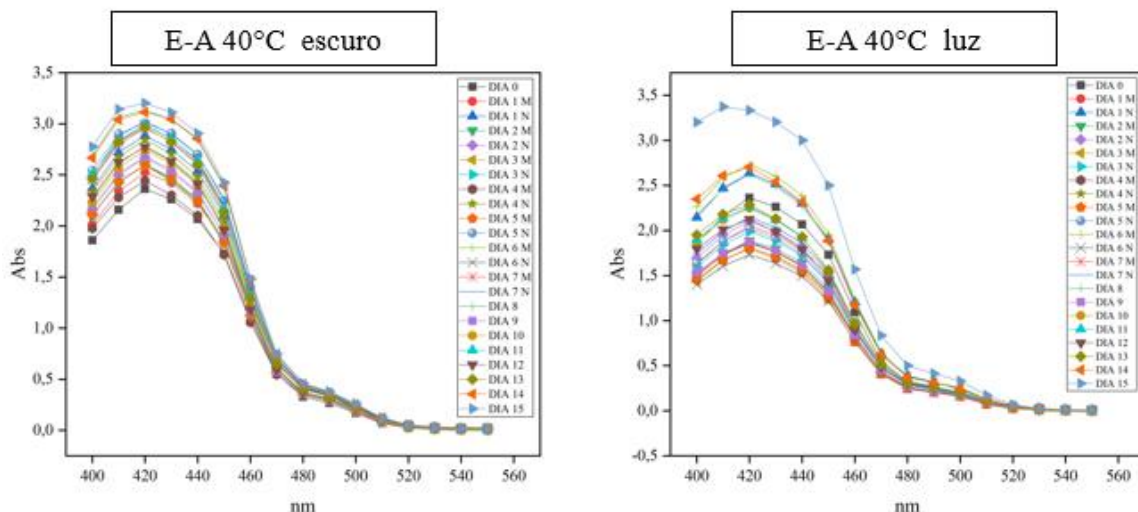 E-A 40°C escuro
3,5
3,0
2,5
2,0
1,5
1,0
0,5
0,0
Abs
400 420 440 460 480 500 520 540 560
nm
DIA 0
DIA 1 M
DIA 1 N
DIA 2 M
DIA 2 N
DIA 3 M
DIA 3 N
DIA 4 M
DIA 4 N
DIA 5 M
DIA 5 N
DIA 6 M
DIA 6 N
DIA 7 M
DIA 7 N
DIA 8
DIA 9
DIA 10
DIA 11
DIA 12
DIA 13
DIA 14
DIA 15
E-A 40°C luz
3,5
3,0
2,5
2,0
1,5
1,0
0,5
0,0
-0,5
Abs
400 420 440 460 480 500 520 540 560
nm
DIA 0
DIA 1 M
DIA 1 N
DIA 2 M
DIA 2 N
DIA 3 M
DIA 3 N
DIA 4 M
DIA 4 N
DIA 5 M
DIA 5 N
DIA 6 M
DIA 6 N
DIA 7 M
DIA 7 N
DIA 8
DIA 9
DIA 10
DIA 11
DIA 12
DIA 13
DIA 14
DIA 15